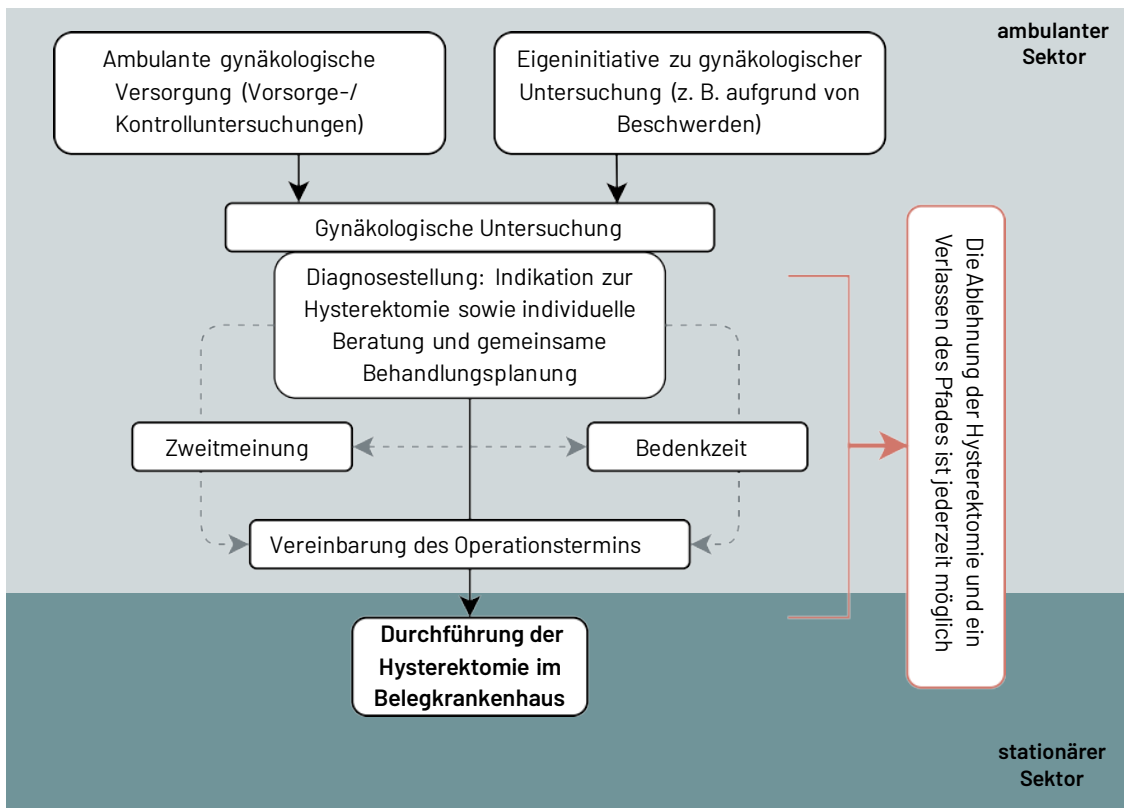 ambulanter
Sektor
Ambulante gynäkologische
Versorgung (Vorsorge-/
Kontrolluntersuchungen)
Eigeninitiative zu gynäkologischer
Untersuchung (z. B. aufgrund von
Beschwerden)
Gynäkologische Untersuchung
Diagnosestellung: Indikation zur
Hysterektomie sowie individuelle
Beratung und gemeinsame
Behandlungsplanung
Zweitmeinung
Bedenkzeit
Vereinbarung des Operationstermins
Durchführung der
Hysterektomie im
Belegkrankenhaus
Die Ablehnung der Hysterektomie und ein
Verlassen des Pfades ist jederzeit möglich
stationärer
Sektor